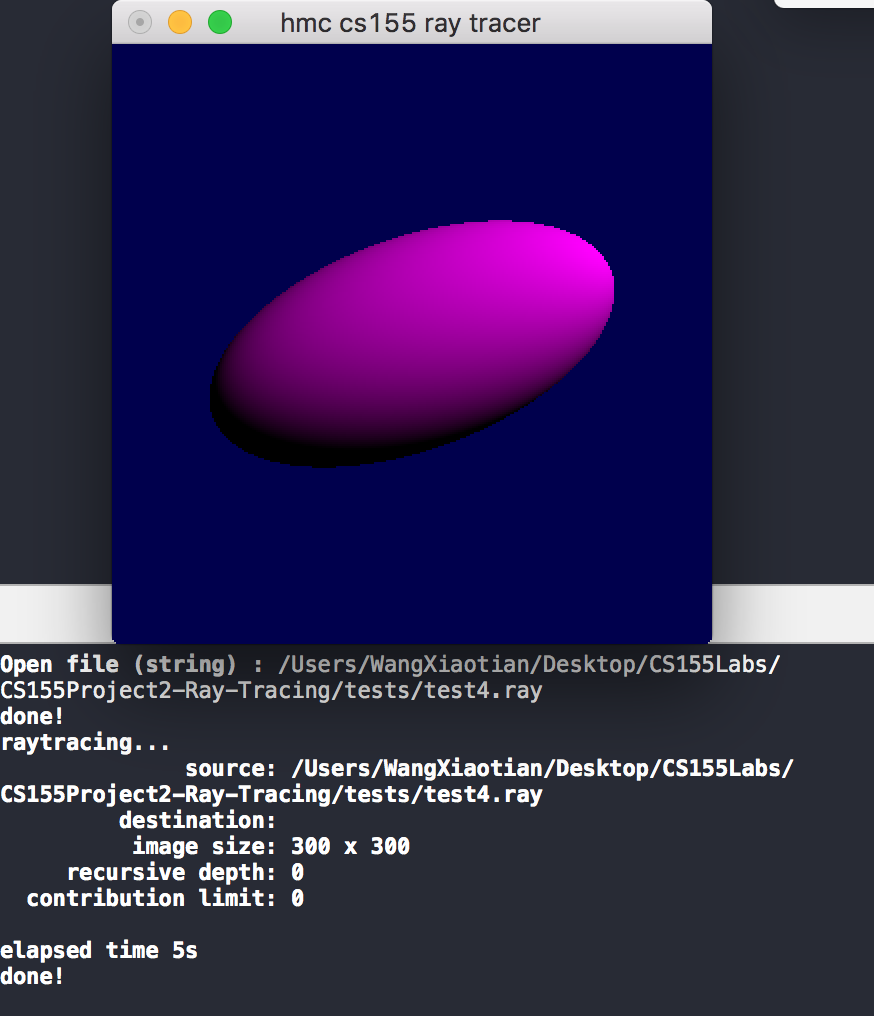 hmc cs155 ray tracer
Open file (string) : /Users/WangXiaotian/Desktop/CS155Labs/
CS155Project2-Ray-Tracing/tests/test4.ray
done!
raytracing...
source: /Users/WangXiaotian/Desktop/CS155Labs/
CS155Project2-Ray-Tracing/tests/test4.ray
destination:
image size: 300 x 300
recursive depth: 0
contribution limit: 0
elapsed time 5s
done!